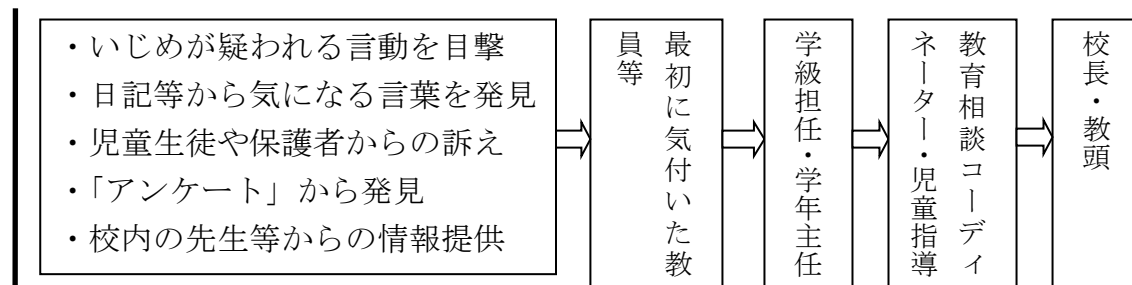 ・いじめが疑われる言動を目撃
・日記等から気になる言葉を発見
・児童生徒や保護者からの訴え
・「アンケート」から発見
・校内の先生等からの情報提供
最初に気付いた教
員等
学級担任・学年主任
教育相談コーディ
ネーター・児童指導
校長・教頭